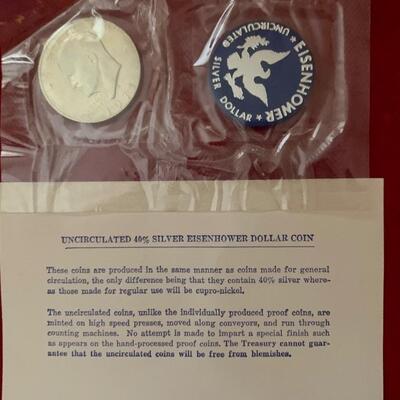 EISENHOWER
★ UNCIRCULATED
SILVER DOLLAR ★
UNCIRCULATED 40% SILVER EISENHOWER DOLLAR COIN
These coins are produced in the same manner as coins made for general
circulation, the only difference being that they contain 40% silver where-
as those made for regular use will be cupro-nickel.
The uncirculated coins, unlike the individually produced proof coins, are
minted on high speed presses, moved along conveyors, and run through
counting machines. No attempt is made to impart a special finish such
as appears on the hand-processed proof coins. The Treasury cannot guar-
antee that the uncirculated coins will be free from blemishes.